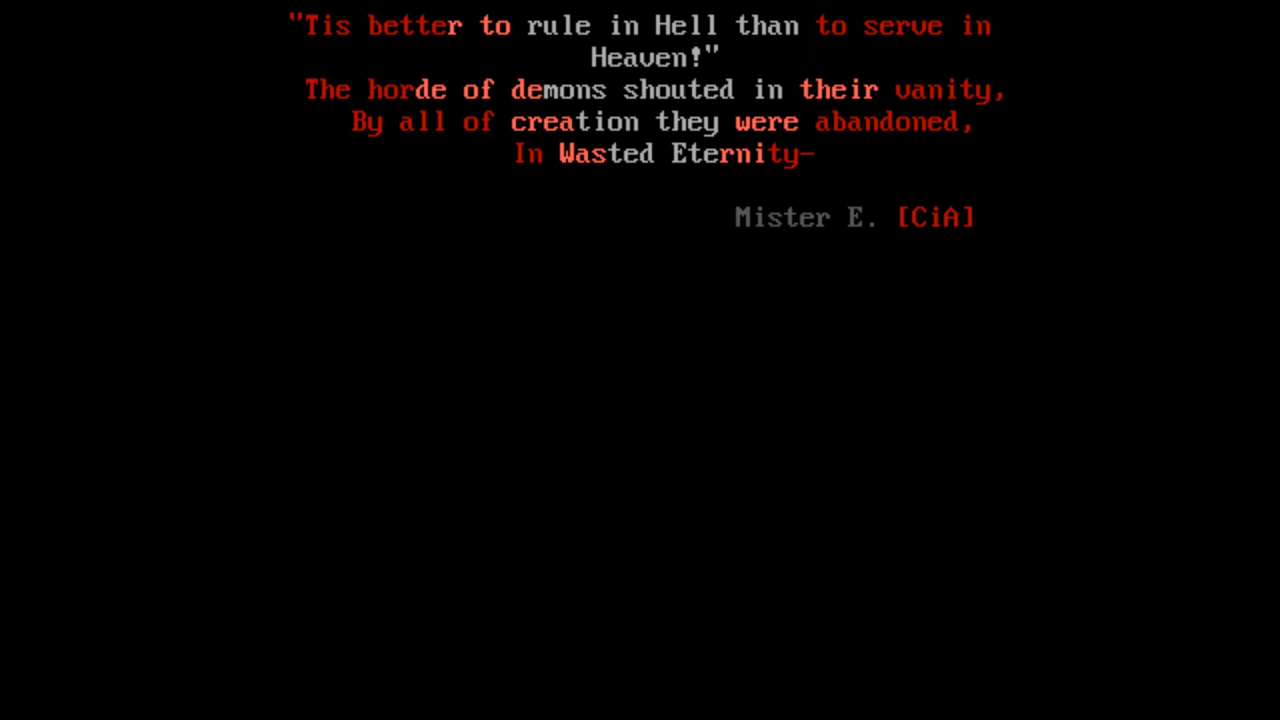 "Tis better to rule in Hell than to serve in
Heaven!"
The horde of demons shouted in their vanity,
By all of creation they were abandoned,
In Wasted Eternity-
Mister E. [CiA]